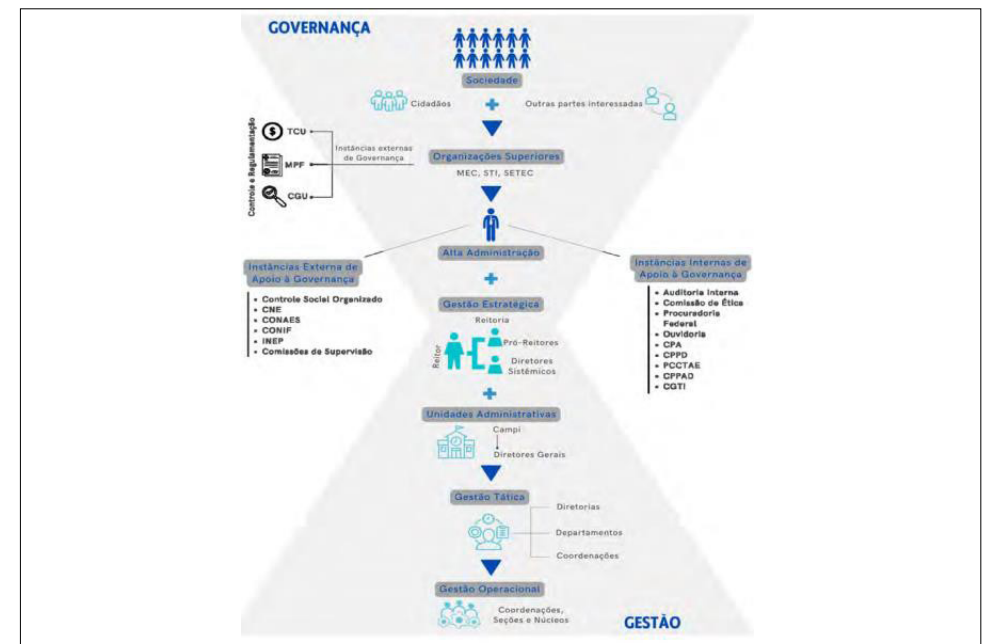 GOVERNANÇA
Sociedade
Cidadãos
Outras partes interessadas
Controle e Regulamentação
TCU
MPF
CGU
Instâncias externas
de Governança
Organizações Superiores
MEC, STI, SETEC
Alta Administração
Instâncias Externa de
Apoio à Governança
• Controle Social Organizado
• CNE
• CONAES
• CONIF
• INEP
• Comissões de Supervisão
Instâncias Internas de
Apoio à Governança
• Auditoria Interna
• Comissão de Ética
• Procuradoria
Federal
• Ouvidoria
• CPA
• CPPD
• PCCTAE
• CPPAD
• CGTI
Gestão Estratégica
Reitoria
Reitor
Pró-Reitores
Diretores
Sistêmicos
Unidades Administrativas
Campi
Diretores Gerais
Gestão Tática
Diretorias
Departamentos
Coordenações
Gestão Operacional
Coordenações,
Seções e Núcleos
GESTÃO